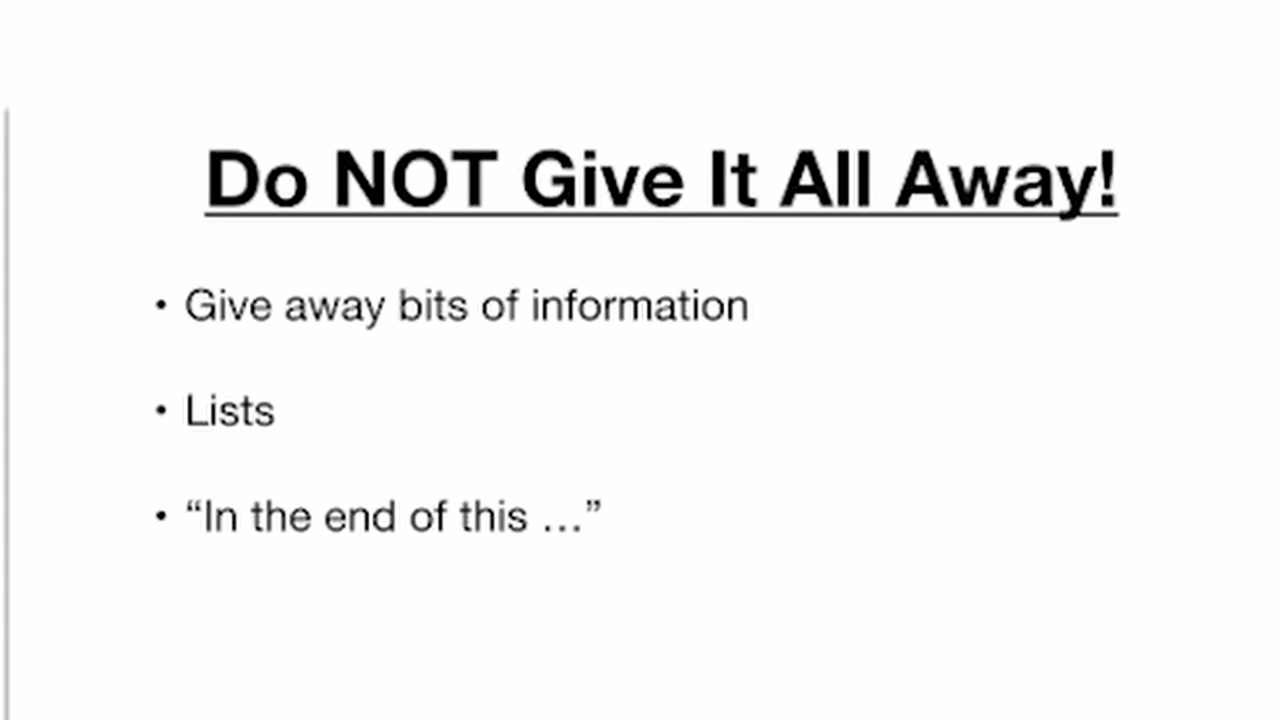 Do NOT Give It All Away!
• Give away bits of information
• Lists
• “In the end of this …”